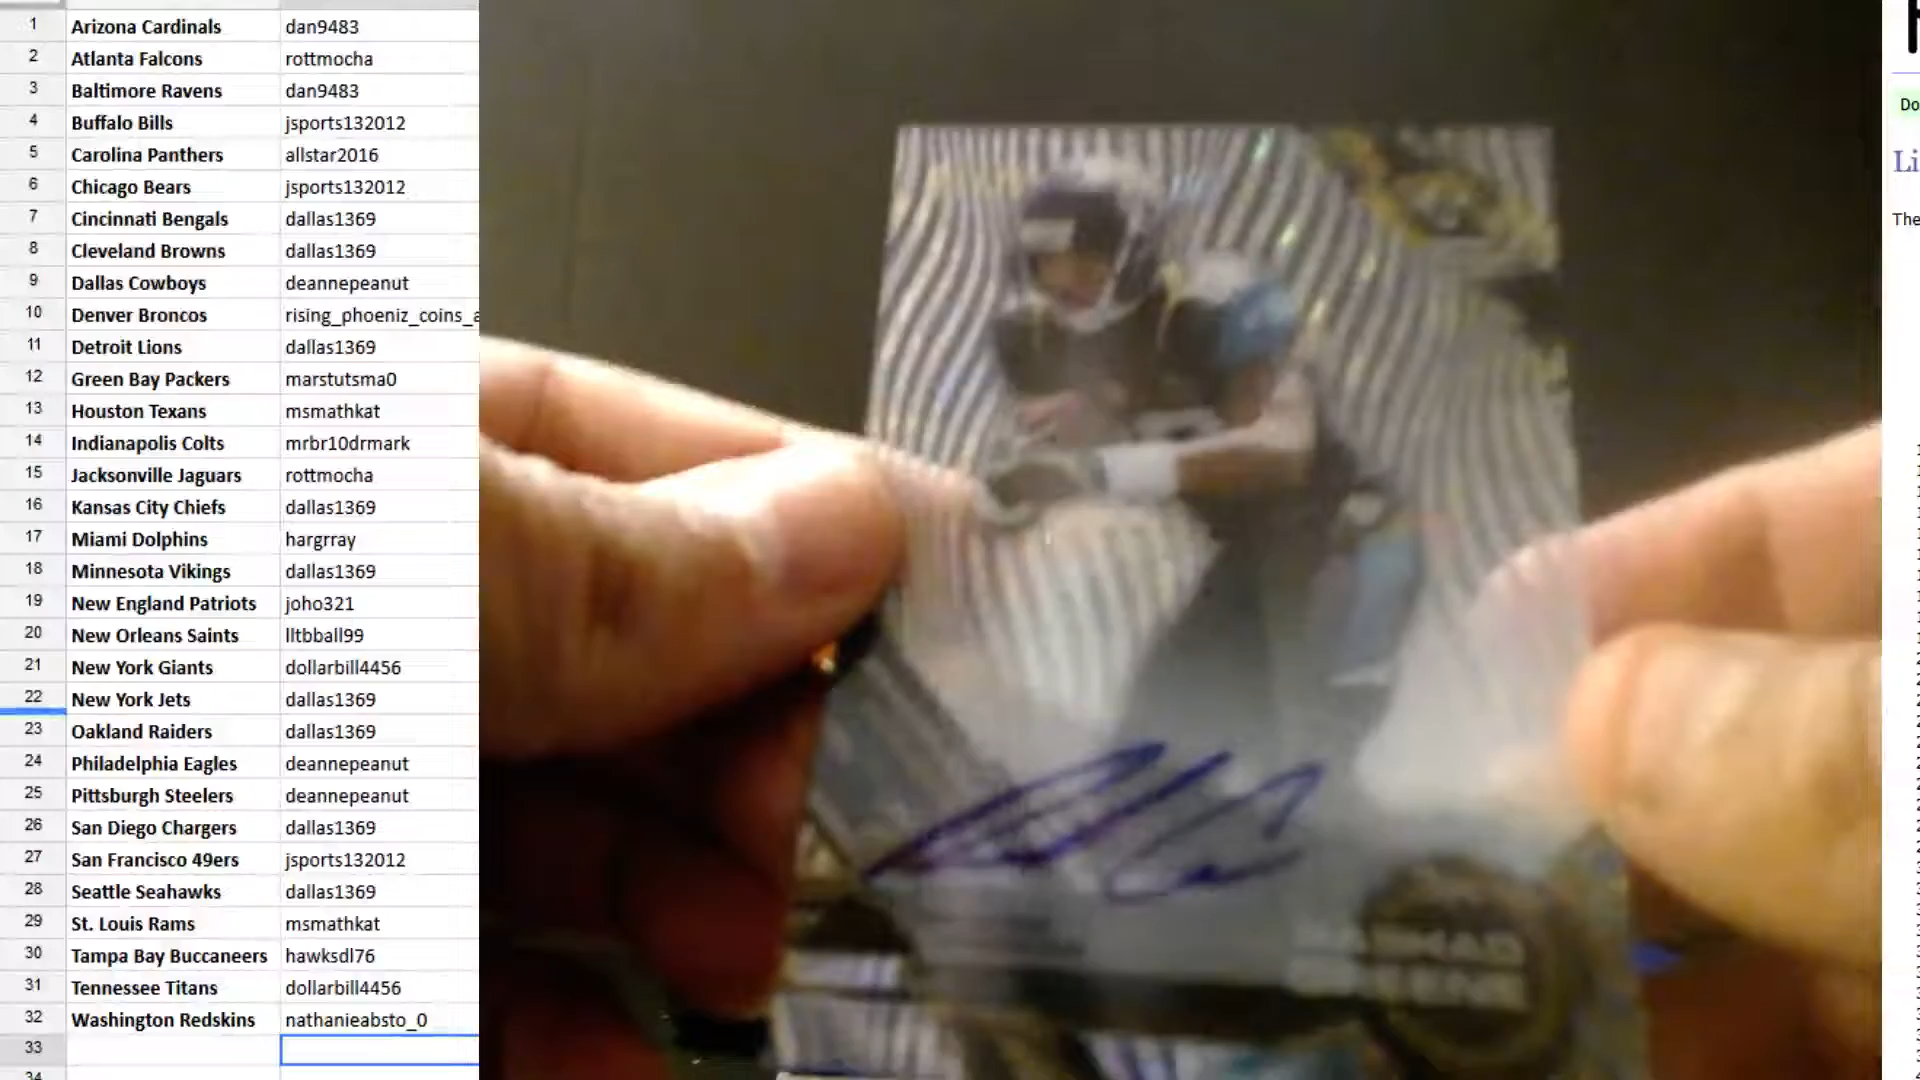 1 Arizona Cardinals dan9483
2 Atlanta Falcons rottmocha
3 Baltimore Ravens dan9483
4 Buffalo Bills jsports132012
5 Carolina Panthers allstar2016
6 Chicago Bears jsports132012
7 Cincinnati Bengals dallas1369
8 Cleveland Browns dallas1369
9 Dallas Cowboys deannepeanut
10 Denver Broncos rising_phoeniz_coins_a
11 Detroit Lions dallas1369
12 Green Bay Packers marstutsma0
13 Houston Texans msmathkat
14 Indianapolis Colts mrbr10drmark
15 Jacksonville Jaguars rottmocha
16 Kansas City Chiefs dallas1369
17 Miami Dolphins hargrray
18 Minnesota Vikings dallas1369
19 New England Patriots joho321
20 New Orleans Saints lltbball99
21 New York Giants dollarbill4456
22 New York Jets dallas1369
23 Oakland Raiders dallas1369
24 Philadelphia Eagles deannepeanut
25 Pittsburgh Steelers deannepeanut
26 San Diego Chargers dallas1369
27 San Francisco 49ers jsports132012
28 Seattle Seahawks dallas1369
29 St. Louis Rams msmathkat
30 Tampa Bay Buccaneers hawksdl76
31 Tennessee Titans dollarbill4456
32 Washington Redskins nathanieabsto_0
33
34
Do
Li
The
RASHAD
GREENE